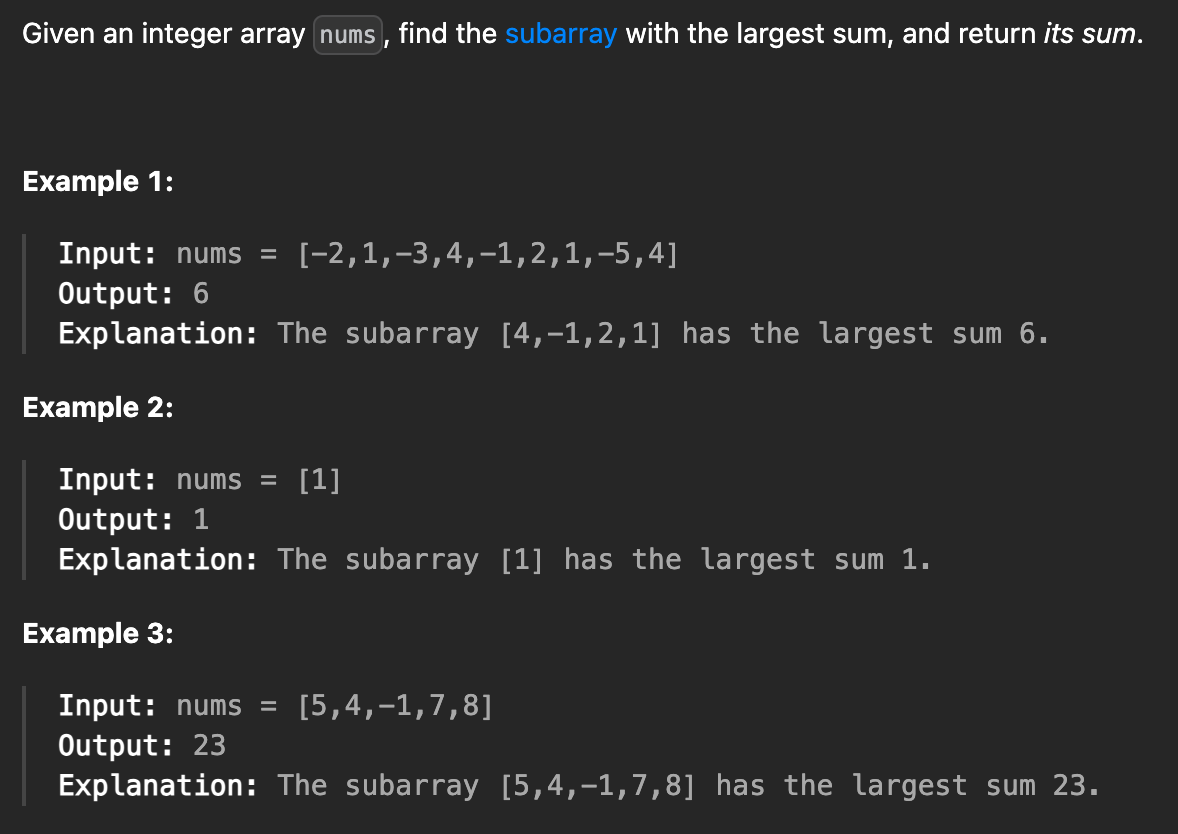 Given an integer array nums, find the subarray with the largest sum, and return its sum.
Example 1:
Input: nums = [-2,1,-3,4,-1,2,1,-5,4]
Output: 6
Explanation: The subarray [4,-1,2,1] has the largest sum 6.
Example 2:
Input: nums = [1]
Output: 1
Explanation: The subarray [1] has the largest sum 1.
Example 3:
Input: nums = [5,4,-1,7,8]
Output: 23
Explanation: The subarray [5,4,-1,7,8] has the largest sum 23.